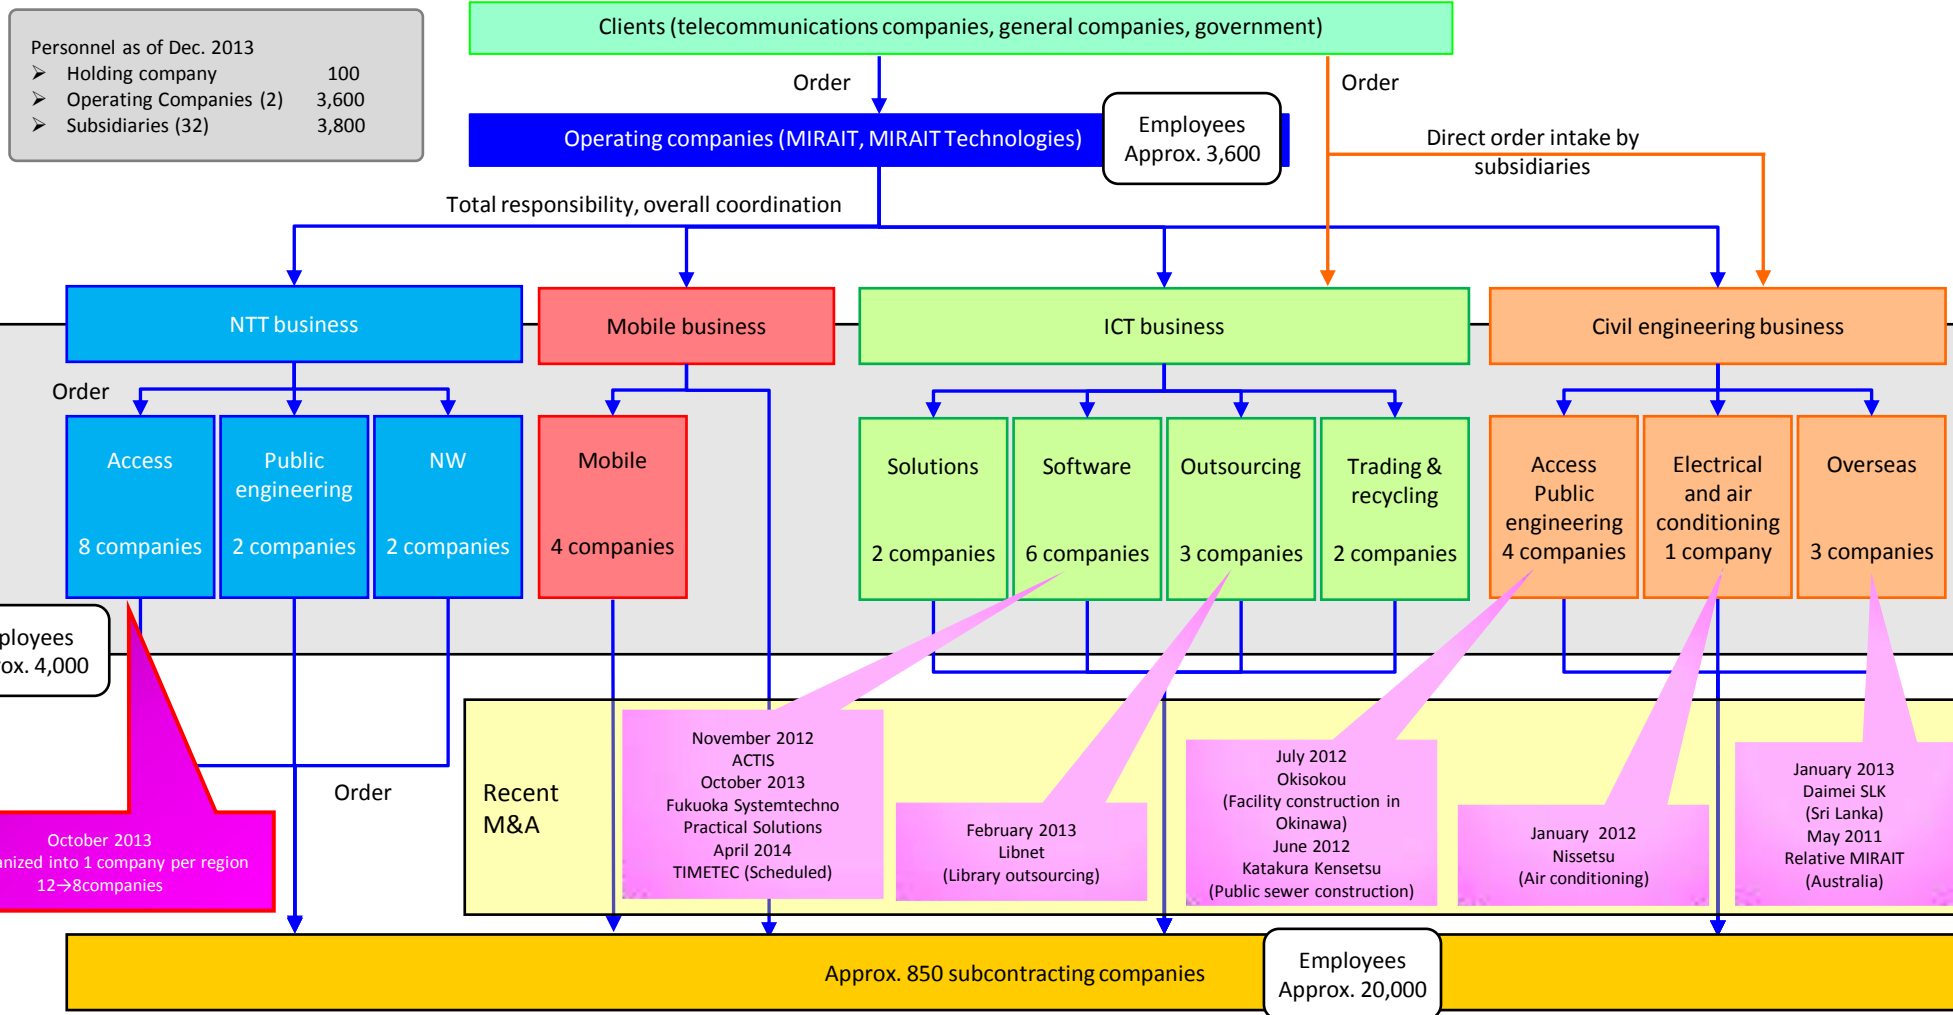 Clients (telecommunications companies, general companies, government)
Personnel as of Dec. 2013
➢ Holding company 100
➢ Operating Companies (2) 3,600
➢ Subsidiaries (32) 3,800
Order
Order
Operating companies (MIRAIT, MIRAIT Technologies)
Employees
Approx. 3,600
Direct order intake by
subsidiaries
Total responsibility, overall coordination
NTT business
Mobile business
ICT business
Civil engineering business
Order
Access
8 companies
Public
engineering
2 companies
NW
2 companies
Mobile
4 companies
Solutions
2 companies
Software
6 companies
Outsourcing
3 companies
Trading &
recycling
2 companies
Access
Public
engineering
4 companies
Electrical
and air
conditioning
1 company
Overseas
3 companies
4,000
Order
October 2013
into 1 company per region
12→8companies
Recent
M&A
November 2012
ACTIS
October 2013
Fukuoka Systemtechno
Practical Solutions
April 2014
TIMETEC (Scheduled)
February 2013
Libnet
(Library outsourcing)
July 2012
Okisokou
(Facility construction in
Okinawa)
June 2012
Katakura Kensetsu
(Public sewer construction)
January 2012
Nissetsu
(Air conditioning)
January 2013
Daimei SLK
(Sri Lanka)
May 2011
Relative MIRAIT
(Australia)
Approx. 850 subcontracting companies
Employees
Approx. 20,000